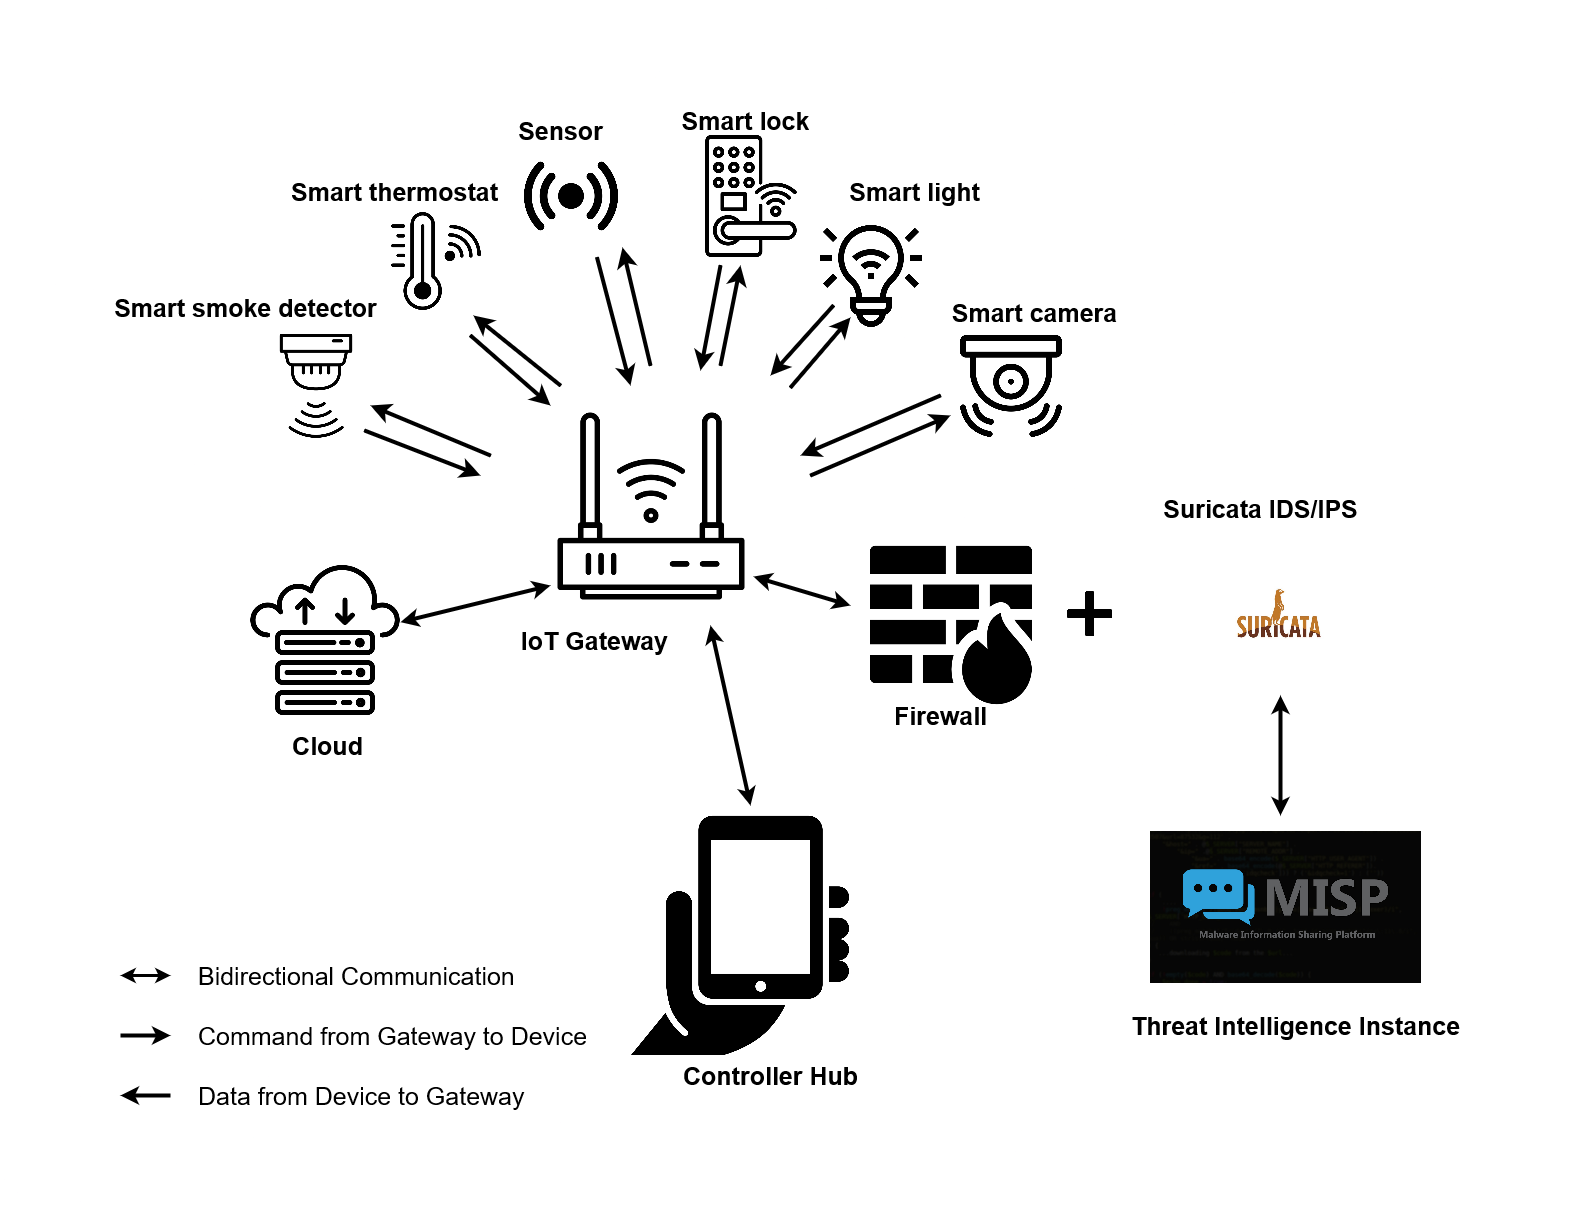 Smart lock
Sensor
Smart thermostat
Smart light
Smart smoke detector
Smart camera
Suricata IDS/IPS
SURICATA
IoT Gateway
Firewall
Cloud
MISP
Malware Information Sharing Platform
Bidirectional Communication
Threat Intelligence Instance
Command from Gateway to Device
Controller Hub
Data from Device to Gateway